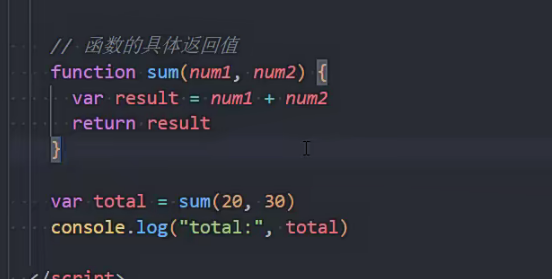 // 函数的具体返回值
function sum(num1, num2) {
var result = num1 + num2
return result
}
var total = sum(20, 30)
console.log("total:", total)
</script>